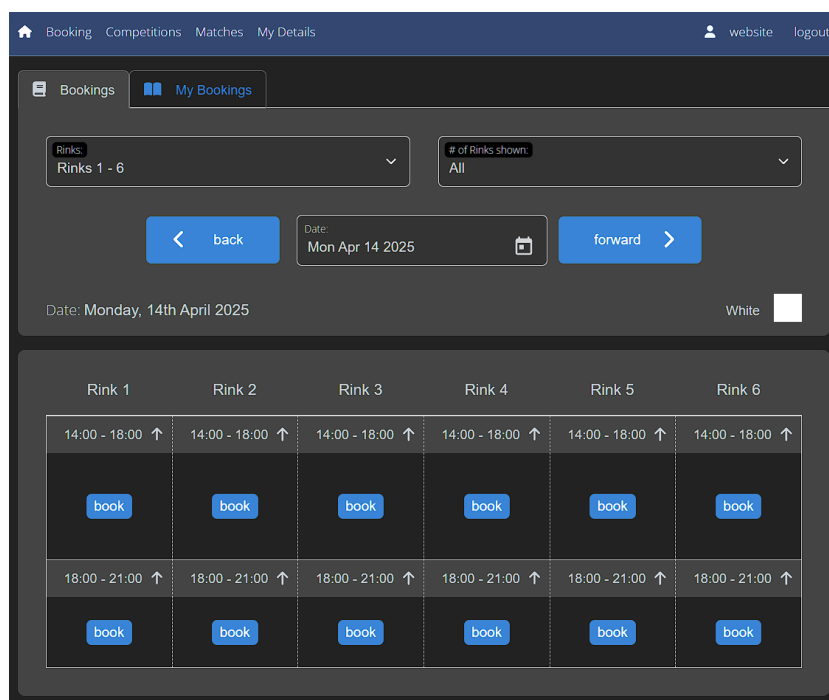 Booking Competitions Matches My Details website logout
Bookings My Bookings
Rinks: # of Rinks shown:
Rinks 1 - 6 All
back Date: forward
Mon Apr 14 2025
Date: Monday, 14th April 2025 White
Rink 1 Rink 2 Rink 3 Rink 4 Rink 5 Rink 6
14:00 - 18:00 14:00 - 18:00 14:00 - 18:00 14:00 - 18:00 14:00 - 18:00 14:00 - 18:00
book book book book book book
18:00 - 21:00 18:00 - 21:00 18:00 - 21:00 18:00 - 21:00 18:00 - 21:00 18:00 - 21:00
book book book book book book